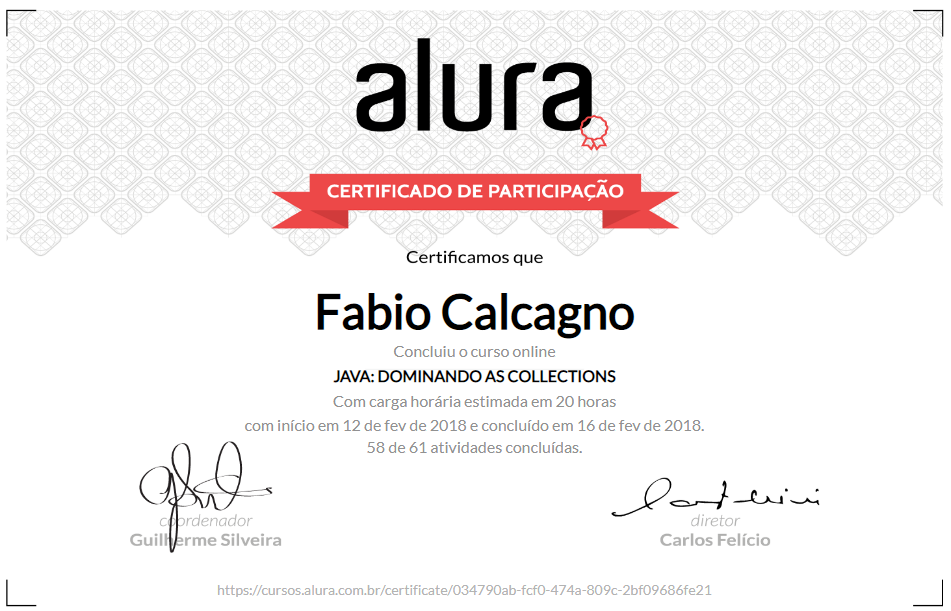 alura
CERTIFICADO DE PARTICIPAÇÃO
Certificamos que
Fabio Calcagno
Concluiu o curso online
JAVA: DOMINANDO AS COLLECTIONS
Com carga horária estimada em 20 horas
com início em 12 de fev de 2018 e concluído em 16 de fev de 2018.
58 de 61 atividades concluídas.
coordenador
Guilherme Silveira
diretor
Carlos Felício
https://cursos.alura.com.br/certificate/034790ab-fcf0-474a-809c-2bf09686fe21